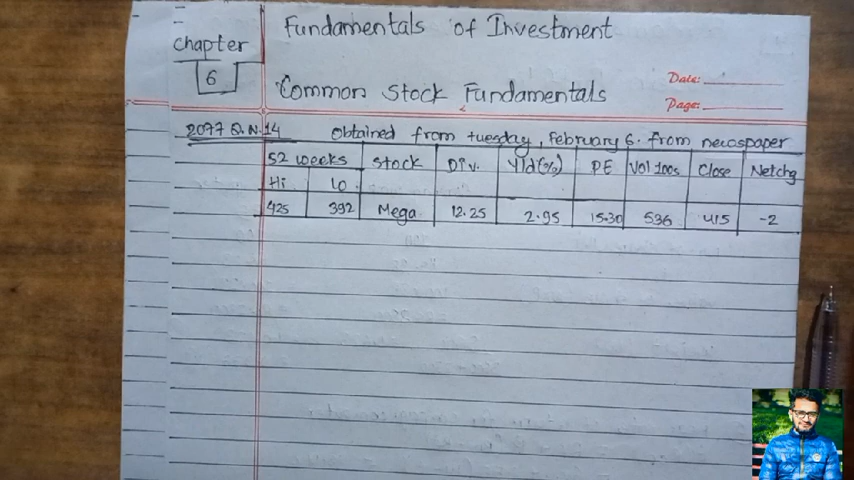 Fundamentals of Investment
Chapter
6
Common Stock Fundamentals
Date:
Page:
2077 Q.N.14 Obtained from tuesday, february 6. from newspaper
52 weeks Stock Div. Yld(%) PE Vol 100s Close Netchg
Hi Lo
425 392 Mega 12.25 2.95 15.30 536 415 -2